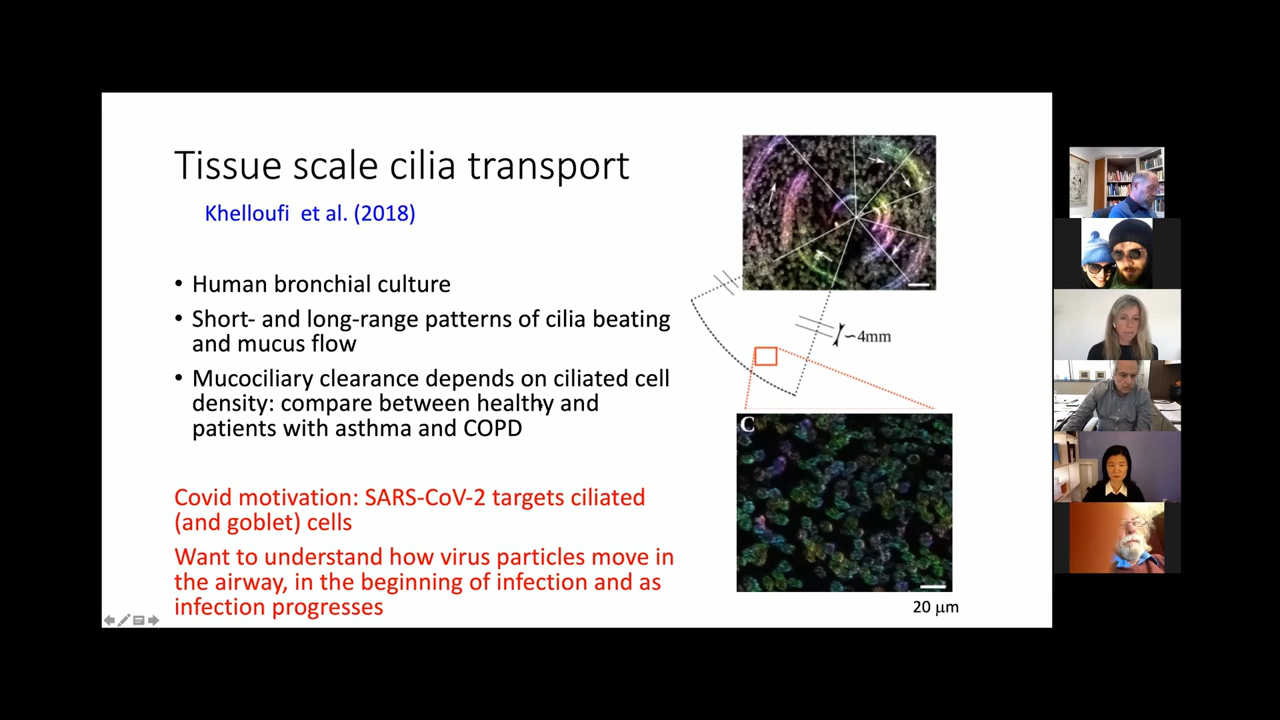 Tissue scale cilia transport
Khelloufi et al. (2018)
• Human bronchial culture
• Short- and long-range patterns of cilia beating
and mucus flow
• Mucociliary clearance depends on ciliated cell
density: compare between healthy and
patients with asthma and COPD
Covid motivation: SARS-CoV-2 targets ciliated
(and goblet) cells
Want to understand how virus particles move in
the airway, in the beginning of infection and as
infection progresses
~4mm
C
20 μm